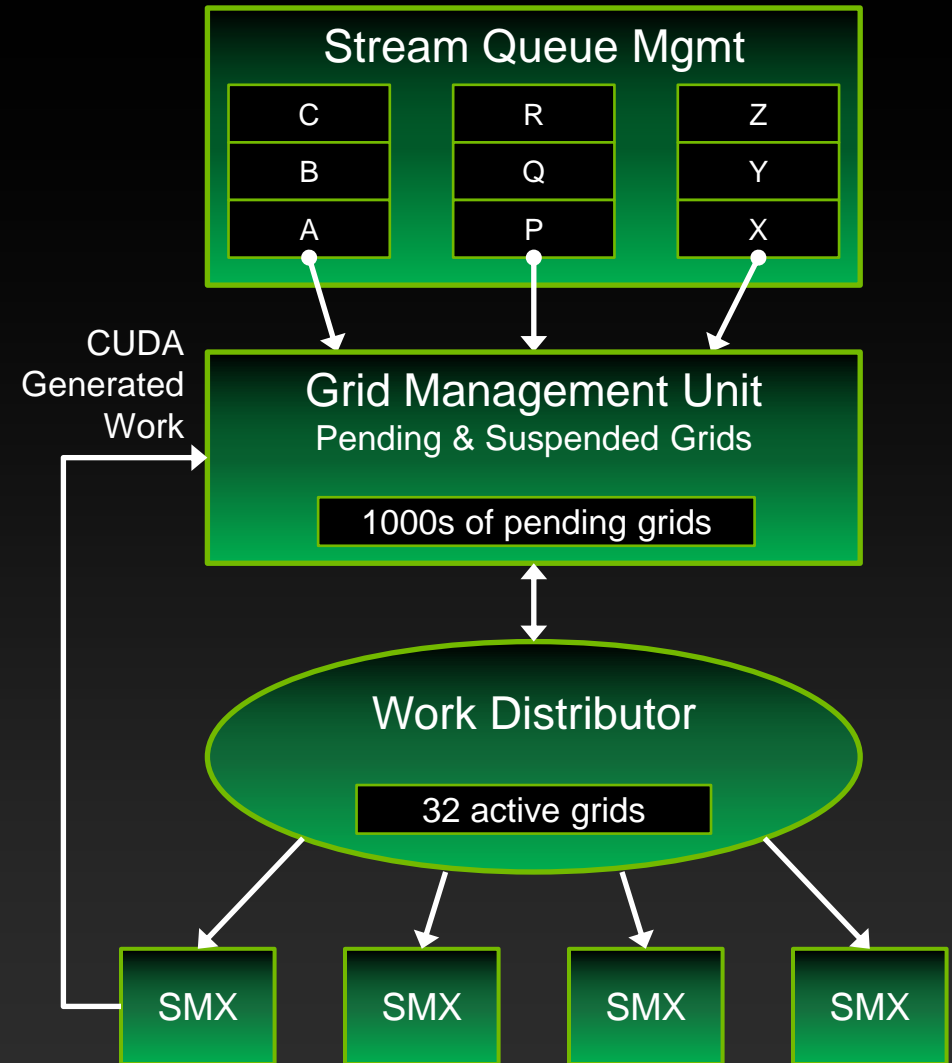 Stream Queue Mgmt
C
B
A
R
Q
P
Z
Y
X
CUDA
Generated
Work
Grid Management Unit
Pending & Suspended Grids
1000s of pending grids
Work Distributor
32 active grids
SMX
SMX
SMX
SMX